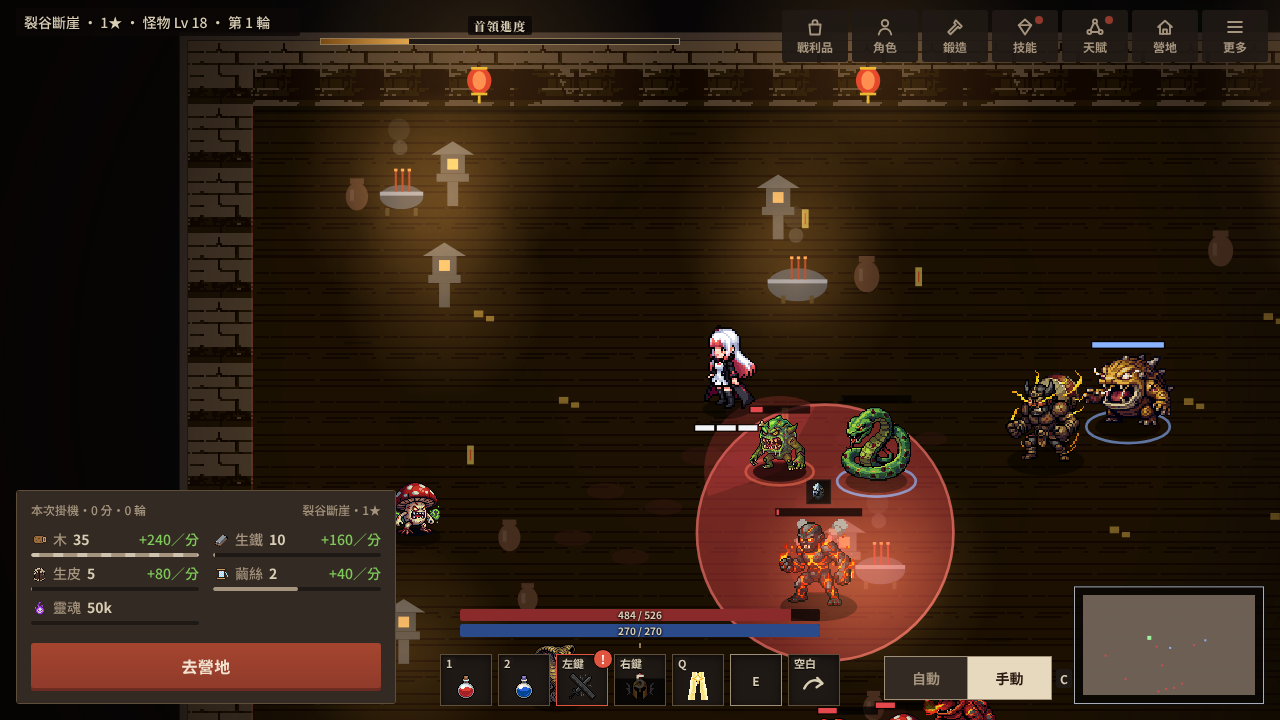 裂谷斷崖 · 1★ · 怪物 Lv 18 · 第 1 輪
首領進度
戰利品
角色
鍛造
技能
天賦
營地
更多
本次掛機 · 0 分 · 0 輪
裂谷斷崖 · 1★
木 35 +240／分
生鐵 10 +160／分
生皮 5 +80／分
繭絲 2 +40／分
靈魂 50k
去營地
484 / 526
270 / 270
1
2
左鍵
!
右鍵
Q
E
空白
自動
手動
C